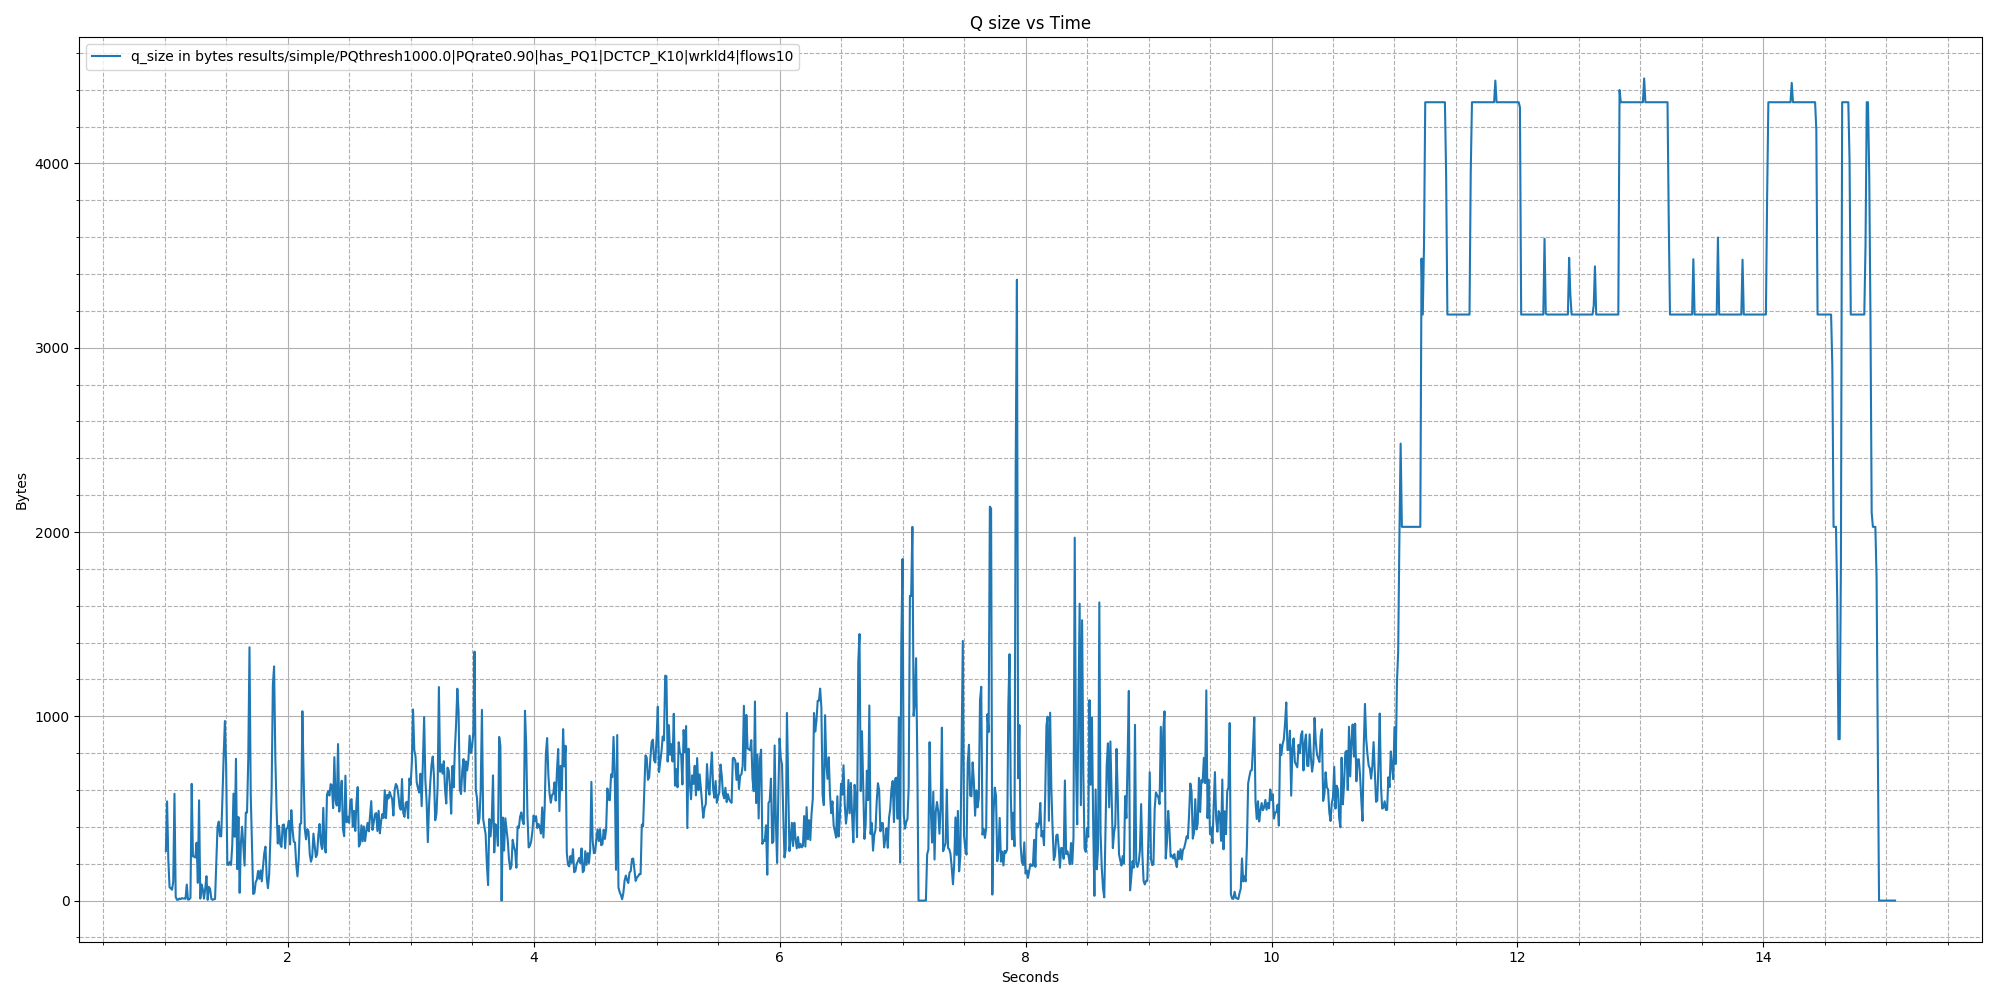 Q size vs Time
q_size in bytes results/simple/PQthresh1000.0|PQrate0.90|has_PQ1|DCTCP_K10|wrkld4|flows10
Bytes
4000
3000
2000
1000
0
2 4 6 8 10 12 14
Seconds